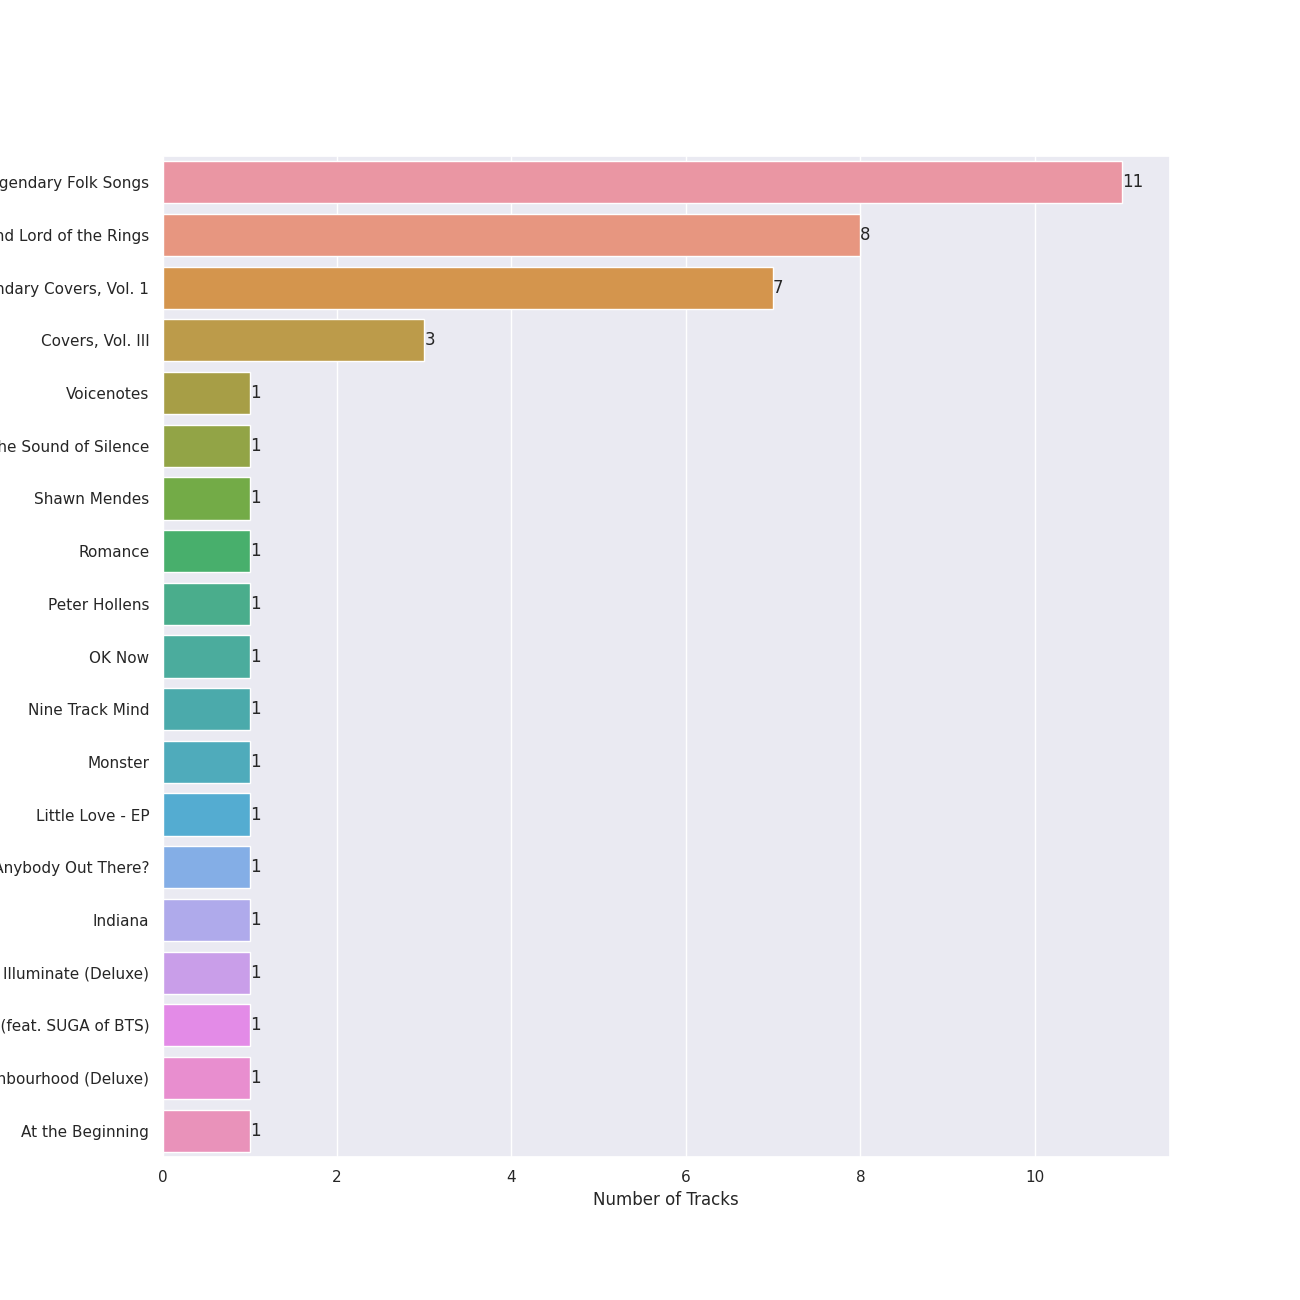 gendary Folk Songs 11
nd Lord of the Rings 8
ndary Covers, Vol. 1 7
Covers, Vol. III 3
Voicenotes 1
he Sound of Silence 1
Shawn Mendes 1
Romance 1
Peter Hollens 1
OK Now 1
Nine Track Mind 1
Monster 1
Little Love - EP 1
Anybody Out There? 1
Indiana 1
Illuminate (Deluxe) 1
(feat. SUGA of BTS) 1
nbourhood (Deluxe) 1
At the Beginning 1
0 2 4 6 8 10
Number of Tracks